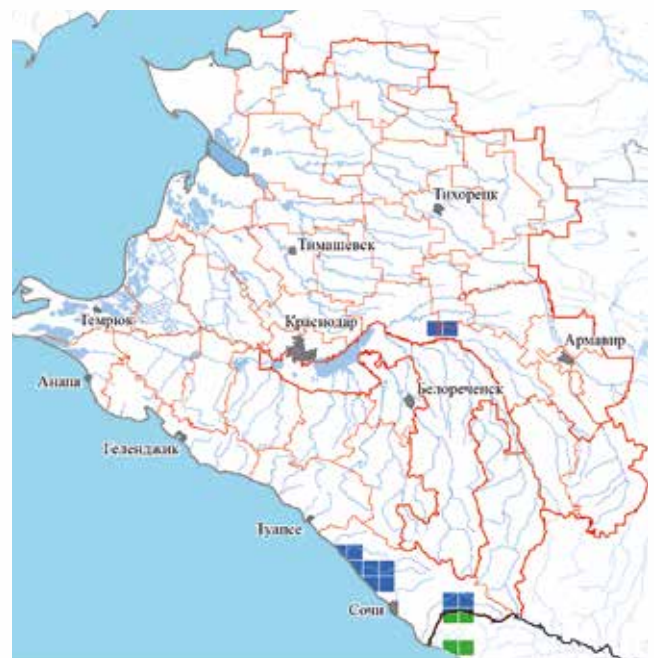 Тихорецк
Тимашевск
Темрюк
Краснодар
Армавир
Анапа
Белореченск
Геленджик
Туапсе
Сочи